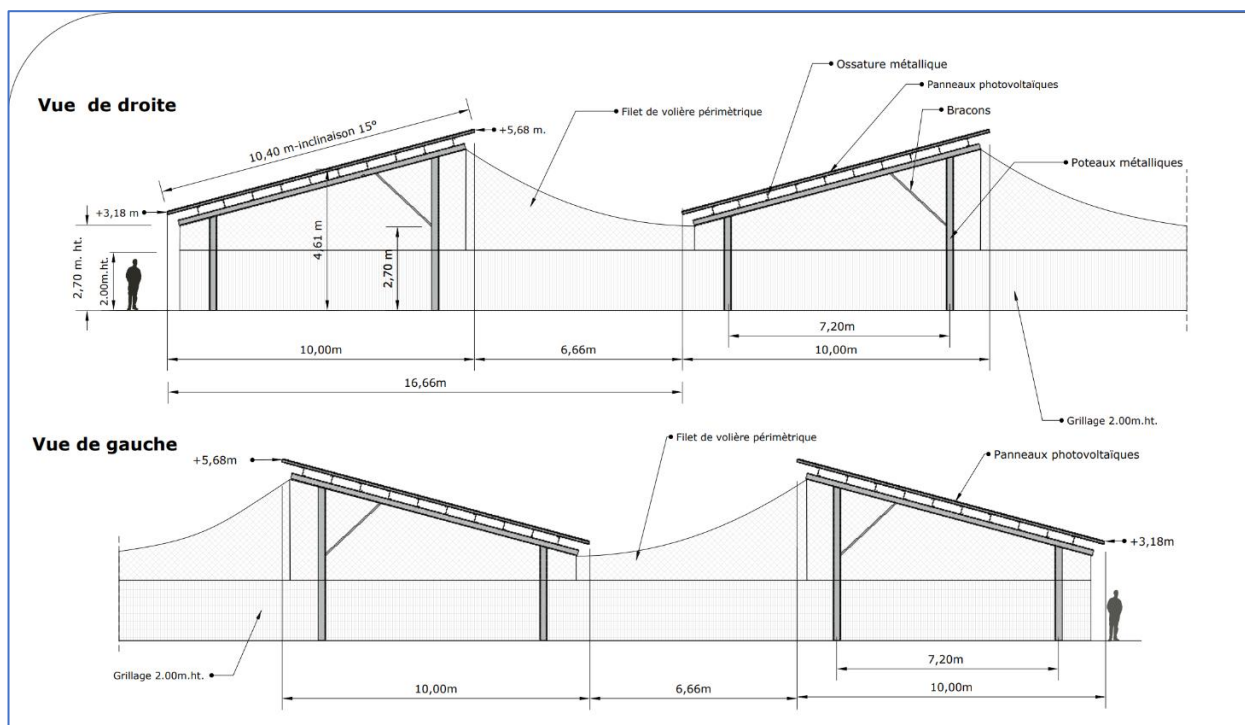 Vue de droite
Ossature métallique
Panneaux photovoltaïques
Filet de volière périmètrique
Bracons
Poteaux métalliques
10,40 m-inclinaison 15°
+5,68 m.
+3,18 m
2,70 m. ht.
2.00m.ht.
4,61 m
2,70 m
7,20m
10,00m
6,66m
10,00m
16,66m
Grillage 2.00m.ht.
Vue de gauche
Filet de volière périmètrique
+5,68m
Panneaux photovoltaïques
+3,18m
7,20m
Grillage 2.00m.ht.
10,00m
6,66m
10,00m